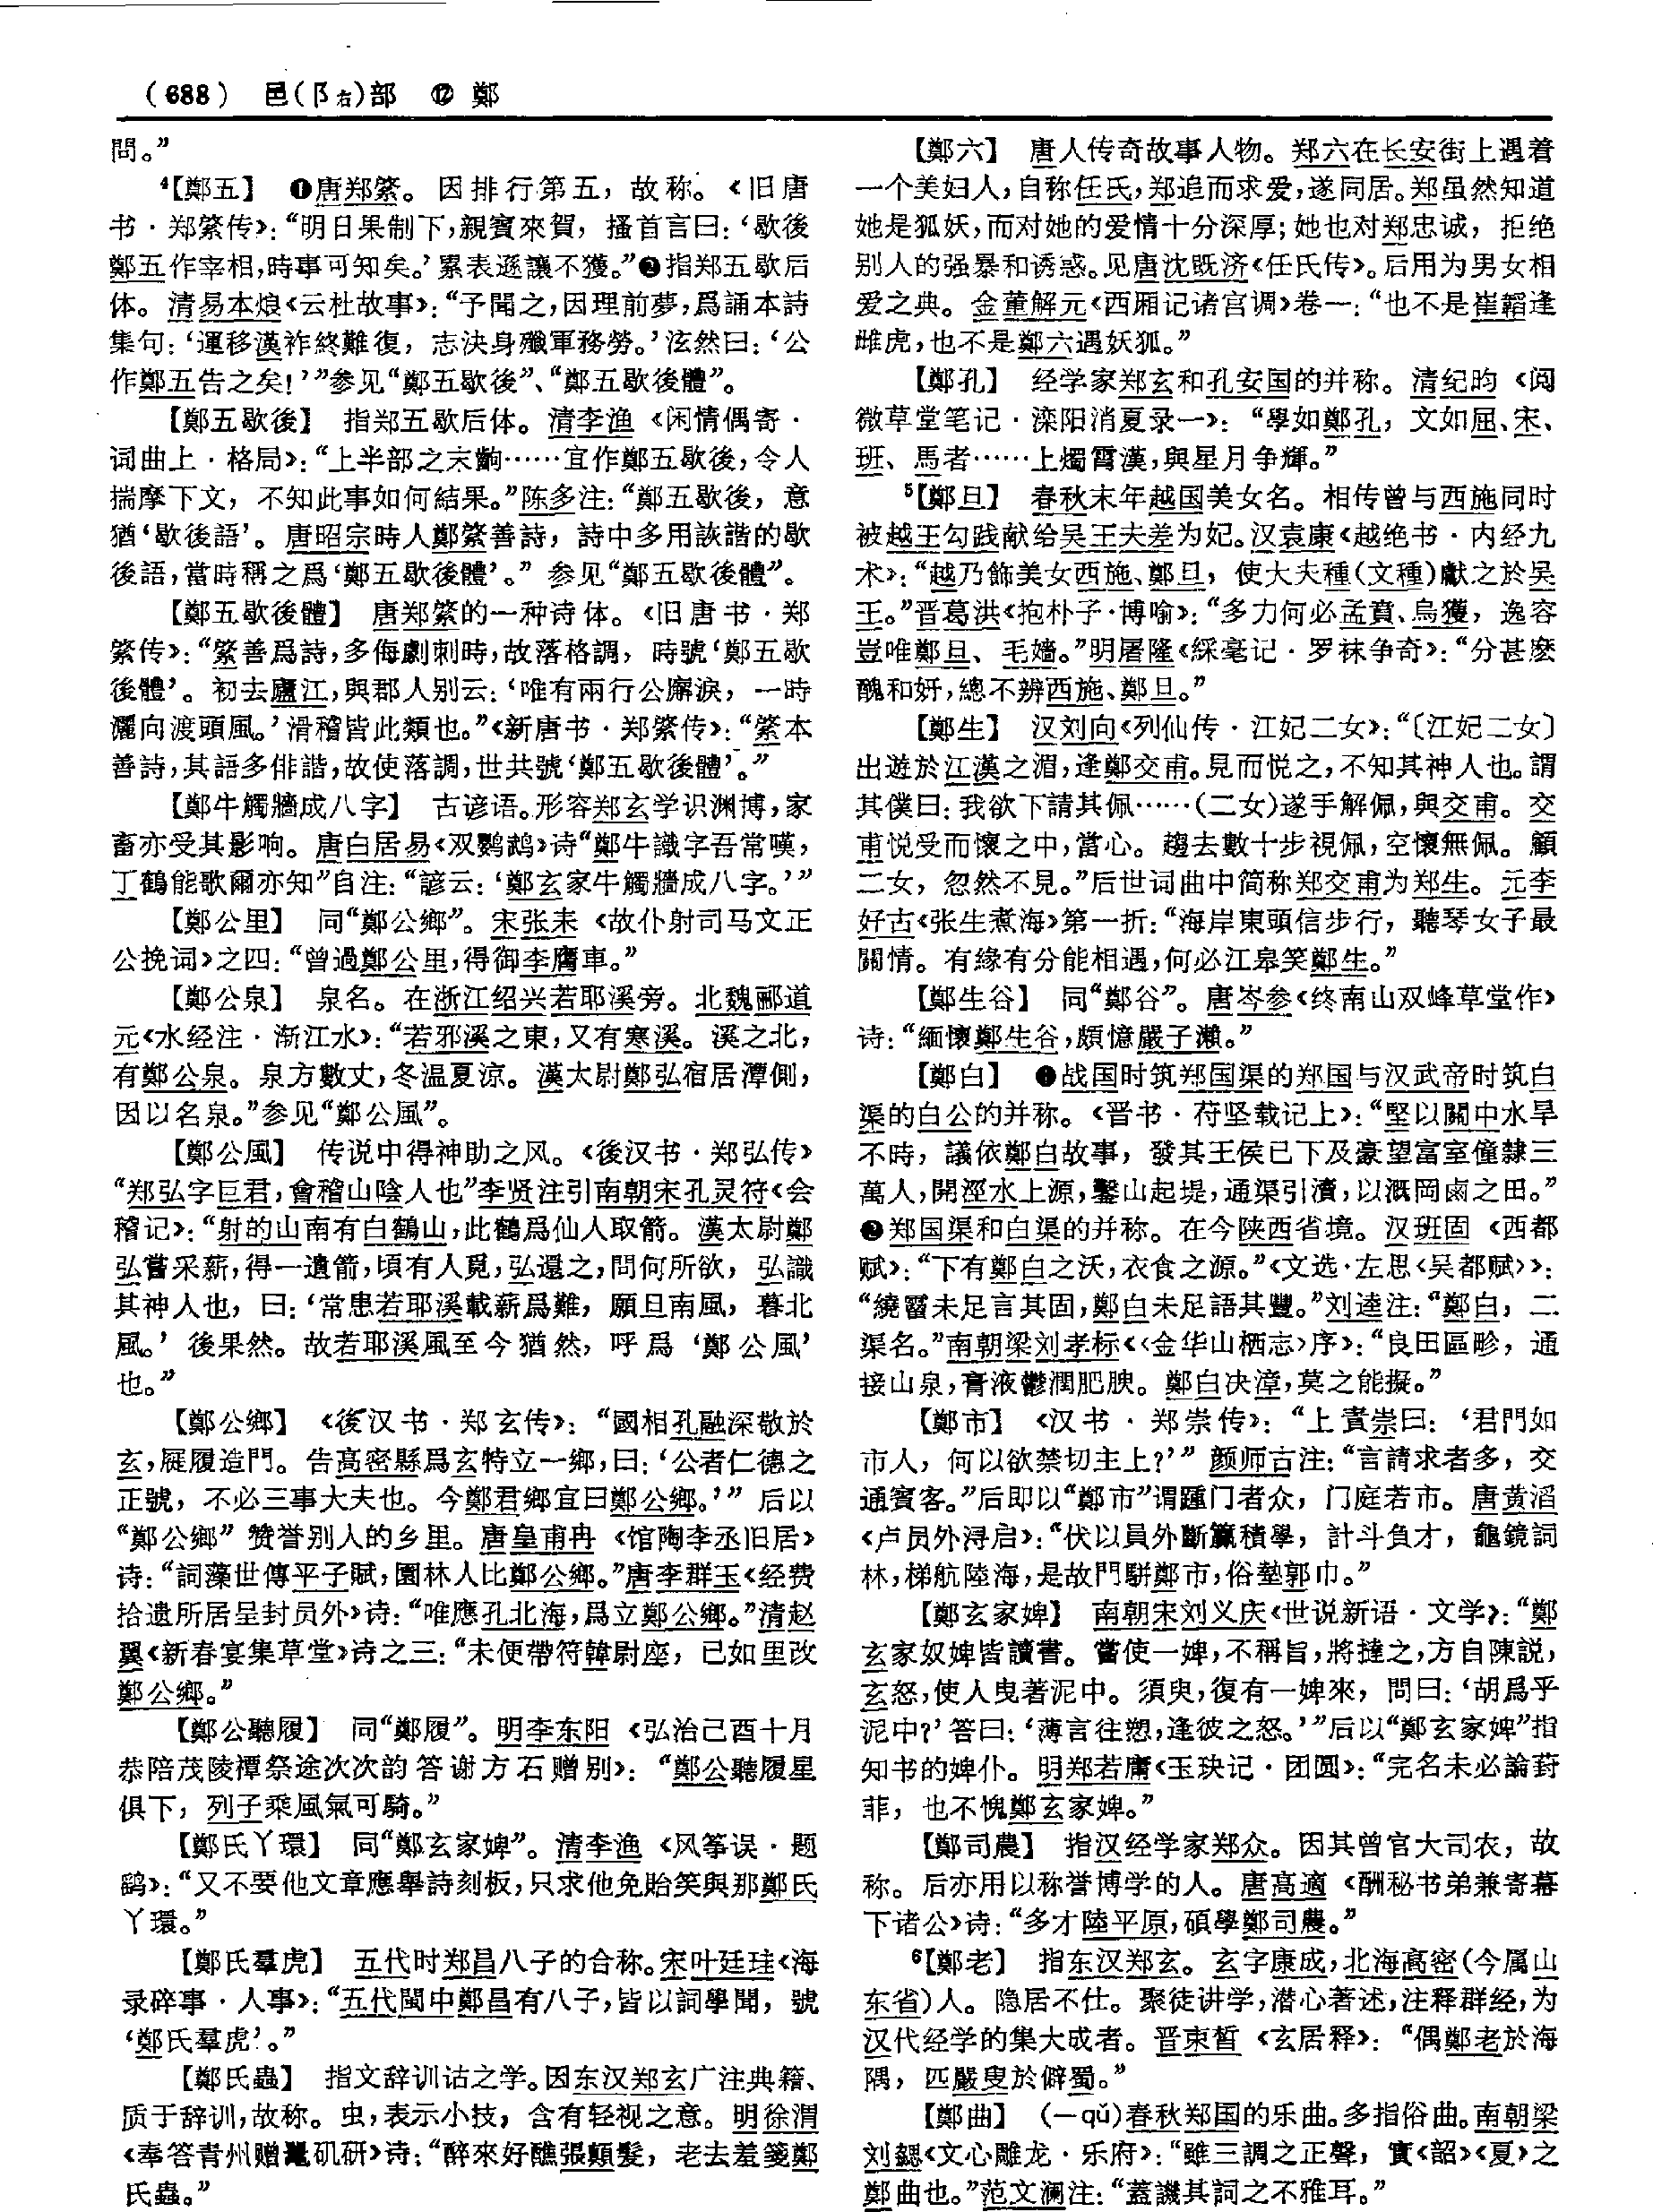 （688） 邑(阝右)部 ⑫ 鄭
問。”
⁴【鄭五】 ❶唐郑綮。因排行第五，故称。《旧唐
书·郑綮传》：“明日果制下，親賓來賀，搔首言曰：‘歇後
鄭五作宰相，時事可知矣。’累表遜讓不獲。”❷指郑五歇后
体。清易本烺《云杜故事》：“予聞之，因理前夢，爲誦本詩
集句：‘運移漢祚終難復，志決身殲軍務勞。’泫然曰：‘公
作鄭五告之矣！’”参见“鄭五歇後”、“鄭五歇後體”。
【鄭五歇後】 指郑五歇后体。清李渔《闲情偶寄·
词曲上·格局》：“上半部之末齣……宜作鄭五歇後，令人
揣摩下文，不知此事如何結果。”陈多注：“鄭五歇後，意
猶‘歇後語’。唐昭宗時人鄭綮善詩，詩中多用詼諧的歇
後語，當時稱之爲‘鄭五歇後體’。”参见“鄭五歇後體”。
【鄭五歇後體】 唐郑綮的一种诗体。《旧唐书·郑
綮传》：“綮善爲詩，多侮劇刺時，故落格調，時號‘鄭五歇
後體’。初去廬江，與郡人别云：‘唯有兩行公廨淚，一時
灑向渡頭風。’滑稽皆此類也。”《新唐书·郑綮传》：“綮本
善詩，其語多俳諧，故使落調，世共號‘鄭五歇後體’。”
【鄭牛觸牆成八字】 古谚语。形容郑玄学识渊博，家
畜亦受其影响。唐白居易《双鹦鹉》诗“鄭牛識字吾常嘆，
丁鶴能歌爾亦知”自注：“諺云：‘鄭玄家牛觸牆成八字。’”
【鄭公里】 同“鄭公鄉”。宋张耒《故仆射司马文正
公挽词》之四：“曾過鄭公里，得御李膺車。”
【鄭公泉】 泉名。在浙江绍兴若耶溪旁。北魏郦道
元《水经注·渐江水》：“若邪溪之東，又有寒溪。溪之北，
有鄭公泉。泉方數丈，冬温夏涼。漢太尉鄭弘宿居潭側，
因以名泉。”参见“鄭公風”。
【鄭公風】 传说中得神助之风。《後汉书·郑弘传》
“郑弘字巨君，會稽山陰人也”李贤注引南朝宋孔灵符《会
稽记》：“射的山南有白鶴山，此鶴爲仙人取箭。漢太尉鄭
弘嘗采薪，得一遺箭，頃有人覓，弘還之，問何所欲，弘識
其神人也，曰：‘常患若耶溪載薪爲難，願旦南風，暮北
風。’後果然。故若耶溪風至今猶然，呼爲‘鄭公風’
也。”
【鄭公鄉】 《後汉书·郑玄传》：“國相孔融深敬於
玄，屣履造門。告高密縣爲玄特立一鄉，曰：‘公者仁德之
正號，不必三事大夫也。今鄭君鄉宜曰鄭公鄉。’”后以
“鄭公鄉”赞誉别人的乡里。唐皇甫冉《馆陶李丞旧居》
诗：“詞藻世傳平子賦，園林人比鄭公鄉。”唐李群玉《经费
拾遗所居呈封员外》诗：“唯應孔北海，爲立鄭公鄉。”清赵
翼《新春宴集草堂》诗之三：“未便帶符韓尉座，已如里改
鄭公鄉。”
【鄭公聽履】 同“鄭履”。明李东阳《弘治己酉十月
恭陪茂陵禫祭途次次韵答谢方石赠别》：“鄭公聽履星
俱下，列子乘風氣可騎。”
【鄭氏丫環】 同“鄭玄家婢”。清李渔《风筝误·题
鹞》：“又不要他文章應舉詩刻板，只求他免貽笑與那鄭氏
丫環。”
【鄭氏羣虎】 五代时郑昌八子的合称。宋叶廷珪《海
录碎事·人事》：“五代閩中鄭昌有八子，皆以詞學聞，號
‘鄭氏羣虎’。”
【鄭氏蟲】 指文辞训诂之学。因东汉郑玄广注典籍、
质于辞训，故称。虫，表示小技，含有轻视之意。明徐渭
《奉答青州赠鼍矶研》诗：“醉來好醮張顛髮，老去羞箋鄭
氏蟲。”
【鄭六】 唐人传奇故事人物。郑六在长安街上遇着
一个美妇人，自称任氏，郑追而求爱，遂同居。郑虽然知道
她是狐妖，而对她的爱情十分深厚；她也对郑忠诚，拒绝
别人的强暴和诱惑。见唐沈既济《任氏传》。后用为男女相
爱之典。金董解元《西厢记诸宫调》卷一：“也不是崔韜逢
雌虎，也不是鄭六遇妖狐。”
【鄭孔】 经学家郑玄和孔安国的并称。清纪昀《阅
微草堂笔记·滦阳消夏录一》：“學如鄭孔，文如屈、宋、
班、馬者……上燭霄漢，與星月争輝。”
⁵【鄭旦】 春秋末年越国美女名。相传曾与西施同时
被越王勾践献给吴王夫差为妃。汉袁康《越绝书·内经九
术》：“越乃飾美女西施、鄭旦，使大夫種(文種)獻之於吴
王。”晋葛洪《抱朴子·博喻》：“多力何必孟賁、烏獲，逸容
豈唯鄭旦、毛嬙。”明屠隆《綵毫记·罗袜争奇》：“分甚麽
醜和妍，總不辨西施、鄭旦。”
【鄭生】 汉刘向《列仙传·江妃二女》：“〔江妃二女〕
出遊於江漢之湄，逢鄭交甫。見而悦之，不知其神人也。謂
其僕曰：我欲下請其佩……(二女)遂手解佩，與交甫。交
甫悦受而懷之中，當心。趨去數十步視佩，空懷無佩。顧
二女，忽然不見。”后世词曲中简称郑交甫为郑生。元李
好古《张生煮海》第一折：“海岸東頭信步行，聽琴女子最
關情。有緣有分能相遇，何必江皋笑鄭生。”
【鄭生谷】 同“鄭谷”。唐岑参《终南山双峰草堂作》
诗：“緬懷鄭生谷，頗憶嚴子瀨。”
【鄭白】 ❶战国时筑郑国渠的郑国与汉武帝时筑白
渠的白公的并称。《晋书·苻坚载记上》：“堅以關中水旱
不時，議依鄭白故事，發其王侯已下及豪望富室僮隸三
萬人，開涇水上源，鑿山起堤，通渠引瀆，以溉岡鹵之田。”
❷郑国渠和白渠的并称。在今陕西省境。汉班固《西都
赋》：“下有鄭白之沃，衣食之源。”《文选·左思〈吴都赋〉》：
“繞霤未足言其固，鄭白未足語其豐。”刘逵注：“鄭白，二
渠名。”南朝梁刘孝标《〈金华山栖志〉序》：“良田區畛，通
接山泉，膏液鬱潤肥腴。鄭白决漳，莫之能擬。”
【鄭市】 《汉书·郑崇传》：“上責崇曰：‘君門如
市人，何以欲禁切主上？’”颜师古注：“言請求者多，交
通賓客。”后即以“鄭市”谓踵门者众，门庭若市。唐黄滔
《卢员外浔启》：“伏以員外斷籯積學，計斗負才，龜鏡詞
林，梯航陸海，是故門駢鄭市，俗墊郭巾。”
【鄭玄家婢】 南朝宋刘义庆《世说新语·文学》：“鄭
玄家奴婢皆讀書。嘗使一婢，不稱旨，將撻之，方自陳説，
玄怒，使人曳著泥中。須臾，復有一婢來，問曰：‘胡爲乎
泥中？’答曰：‘薄言往愬，逢彼之怒。’”后以“鄭玄家婢”指
知书的婢仆。明郑若庸《玉玦记·团圆》：“完名未必論葑
菲，也不愧鄭玄家婢。”
【鄭司農】 指汉经学家郑众。因其曾官大司农，故
称。后亦用以称誉博学的人。唐高適《酬秘书弟兼寄幕
下诸公》诗：“多才陸平原，碩學鄭司農。”
⁶【鄭老】 指东汉郑玄。玄字康成，北海高密(今属山
东省)人。隐居不仕。聚徒讲学，潜心著述，注释群经，为
汉代经学的集大成者。晋束皙《玄居释》：“偶鄭老於海
隅，匹嚴叟於僻蜀。”
【鄭曲】 (—qǔ)春秋郑国的乐曲。多指俗曲。南朝梁
刘勰《文心雕龙·乐府》：“雖三調之正聲，實《韶》《夏》之
鄭曲也。”范文澜注：“蓋譏其詞之不雅耳。”